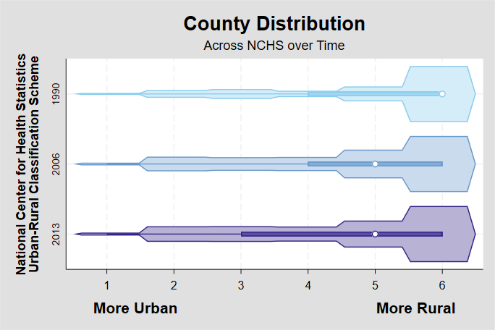 County Distribution
Across NCHS over Time
National Center for Health Statistics
Urban-Rural Classification Scheme
1990
2006
2013
1 2 3 4 5 6
More Urban More Rural